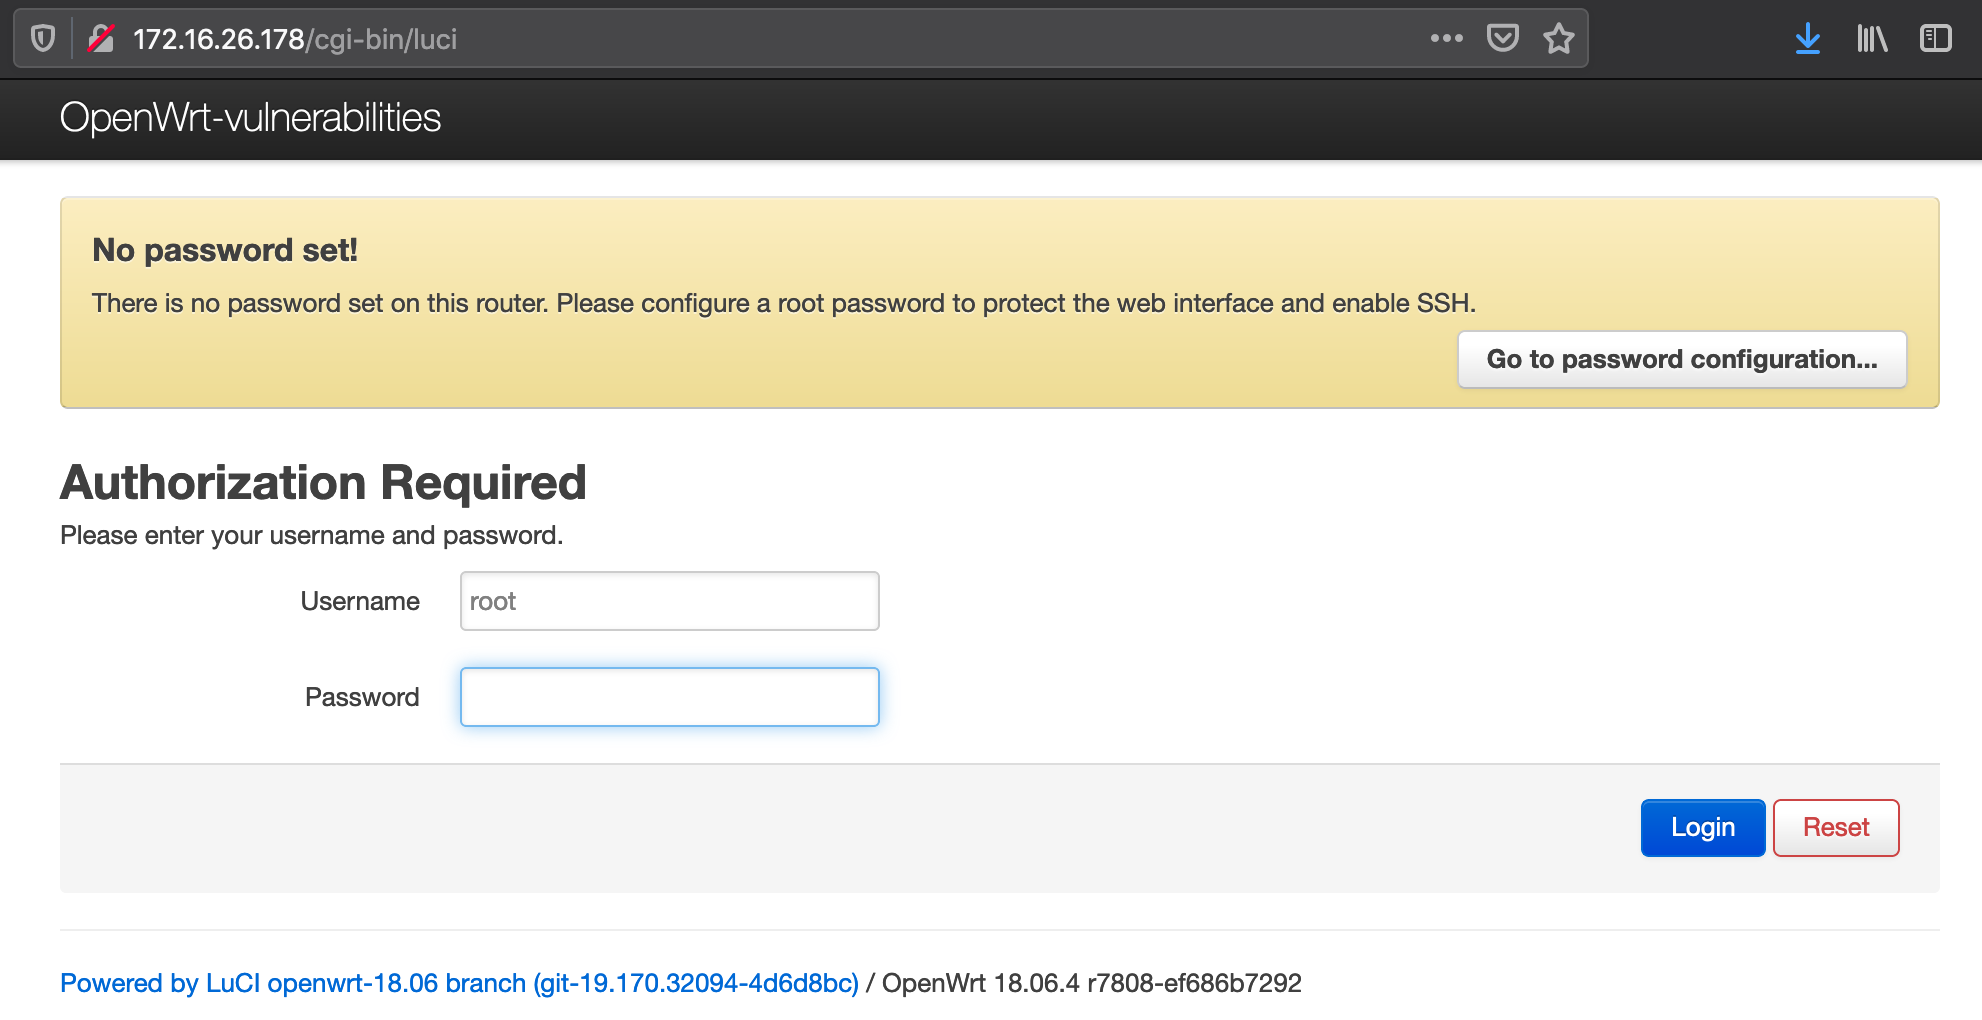 172.16.26.178/cgi-bin/luci
OpenWrt-vulnerabilities
No password set!
There is no password set on this router. Please configure a root password to protect the web interface and enable SSH.
Go to password configuration...
Authorization Required
Please enter your username and password.
Username root
Password
Login Reset
Powered by LuCI openwrt-18.06 branch (git-19.170.32094-4d6d8bc) / OpenWrt 18.06.4 r7808-ef686b7292